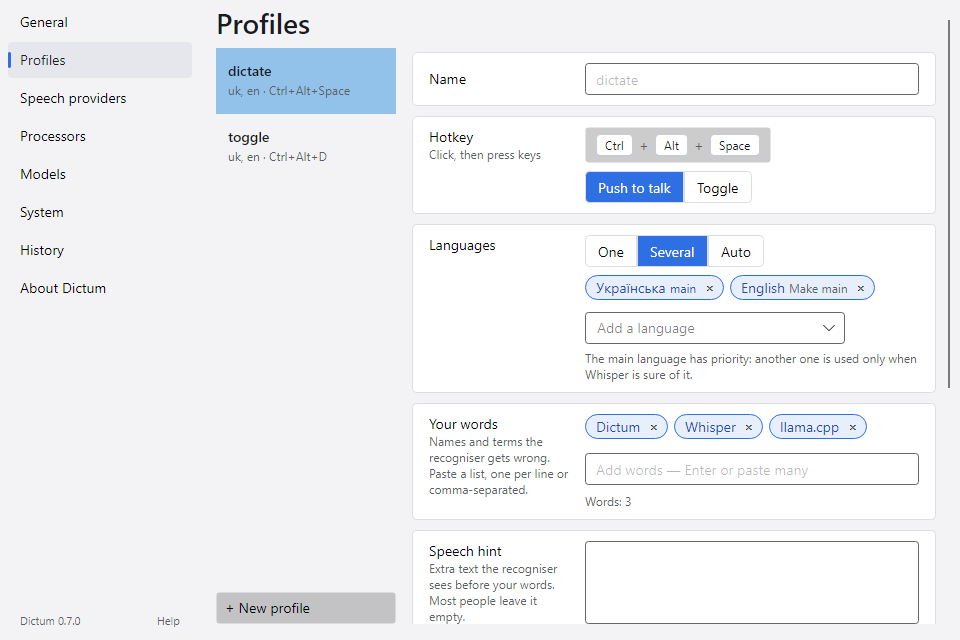 General
Profiles
Speech providers
Processors
Models
System
History
About Dictum
Dictum 0.7.0
Help
Profiles
dictate
uk, en · Ctrl+Alt+Space
toggle
uk, en · Ctrl+Alt+D
+ New profile
Name
dictate
Hotkey
Click, then press keys
Ctrl + Alt + Space
Push to talk Toggle
Languages
One Several Auto
Українська main × English Make main ×
Add a language
The main language has priority: another one is used only when
Whisper is sure of it.
Your words
Names and terms the
recogniser gets wrong.
Paste a list, one per line or
comma-separated.
Dictum × Whisper × llama.cpp ×
Add words — Enter or paste many
Words: 3
Speech hint
Extra text the recogniser
sees before your words.
Most people leave it
empty.